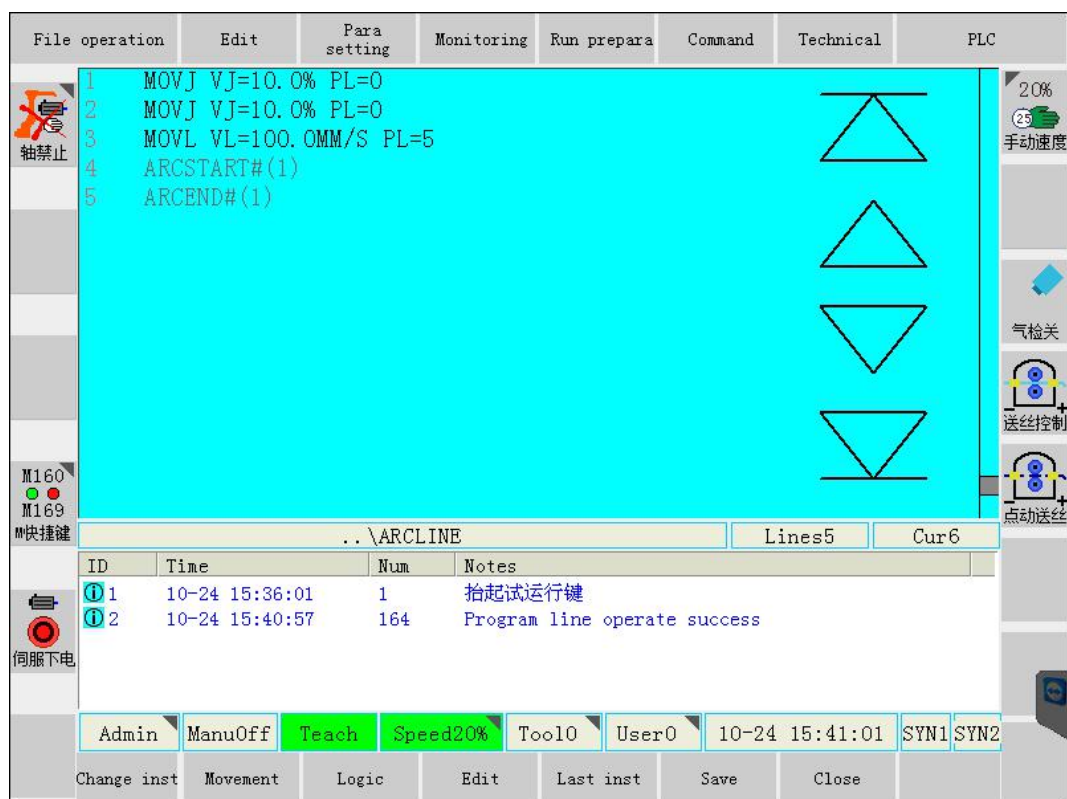 File operation Edit Para setting Monitoring Run prepara Command Technical PLC
1 MOVJ VJ=10.0% PL=0
2 MOVJ VJ=10.0% PL=0
3 MOVL VL=100.0MM/S PL=5
4 ARCSTART#(1)
5 ARCEND#(1)
轴禁止
M160
M169
M快捷键
伺服下电
20%
25
手动速度
气检关
送丝控制
点动送丝
..\ARCLINE Lines5 Cur6
ID Time Num Notes
1 10-24 15:36:01 1 抬起试运行键
2 10-24 15:40:57 164 Program line operate success
Admin ManuOff Teach Speed20% Tool0 User0 10-24 15:41:01 SYN1 SYN2
Change inst Movement Logic Edit Last inst Save Close